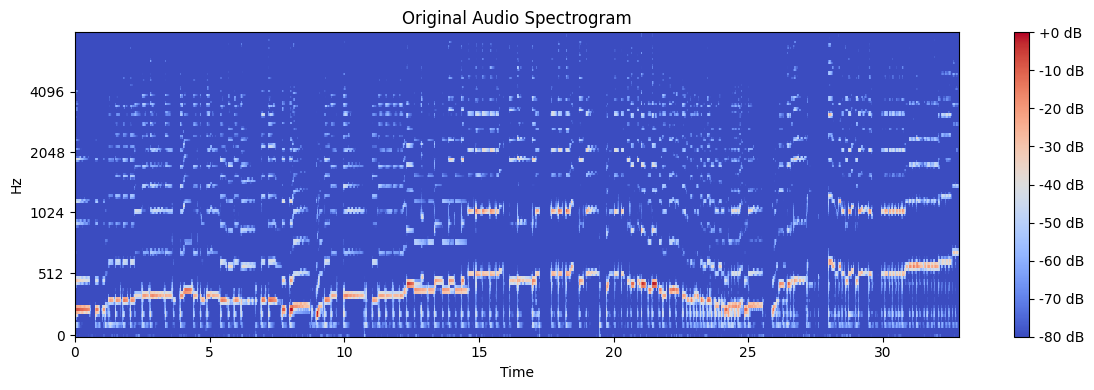 Original Audio Spectrogram
+0 dB
-10 dB
-20 dB
-30 dB
-40 dB
-50 dB
-60 dB
-70 dB
-80 dB
Hz
4096
2048
1024
512
0
0 5 10 15 20 25 30
Time